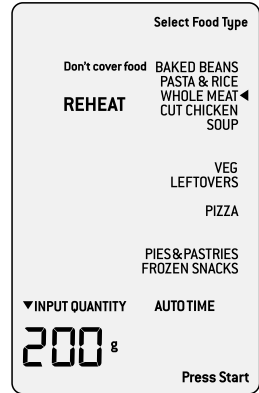 Select Food Type
Don't cover food BAKED BEANS
PASTA & RICE
REHEAT WHOLE MEAT◀
CUT CHICKEN
SOUP
VEG
LEFTOVERS
PIZZA
PIES&PASTRIES
FROZEN SNACKS
▼INPUT QUANTITY AUTO TIME
200 g
Press Start